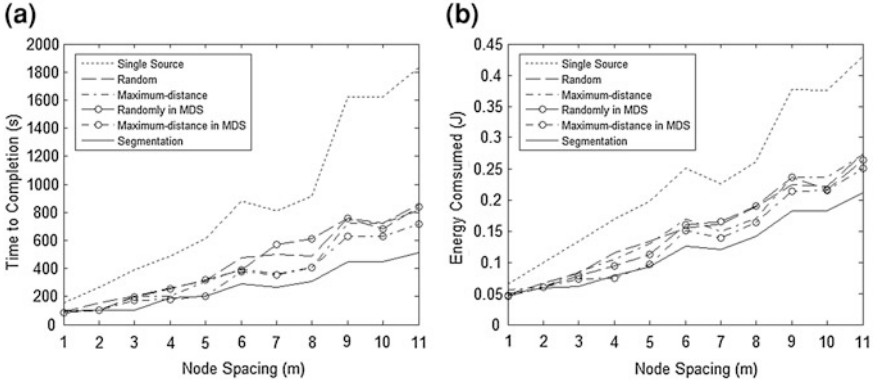 (a)
2000
1800
1600
1400
1200
1000
800
600
400
200
0
Time to Completion (s)
Single Source
Random
Maximum-distance
Randomly in MDS
Maximum-distance in MDS
Segmentation
1 2 3 4 5 6 7 8 9 10 11
Node Spacing (m)
(b)
0.45
0.4
0.35
0.3
0.25
0.2
0.15
0.1
0.05
0
Energy Comsumed (J)
Single Source
Random
Maximum-distance
Randomly in MDS
Maximum-distance in MDS
Segmentation
1 2 3 4 5 6 7 8 9 10 11
Node Spacing (m)